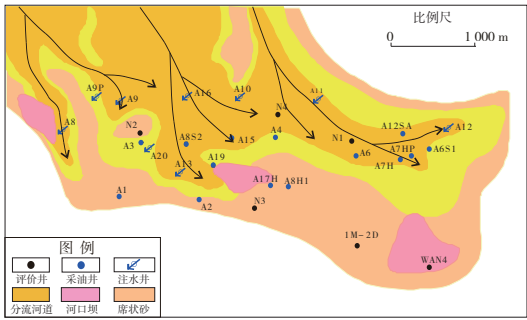 比例尺
0 1 000 m
A9P
A9
A16
A10
A11
N4
A8
N2
A3
A20
A8S2
A15
A4
N1
A12SA
A12
A6
A7HP
A6S1
A7H
A13
A19
A17H
A8H1
A1
A2
N3
1M-2D
WAN4
图 例
评价井 采油井 注水井
分流河道 河口坝 席状砂